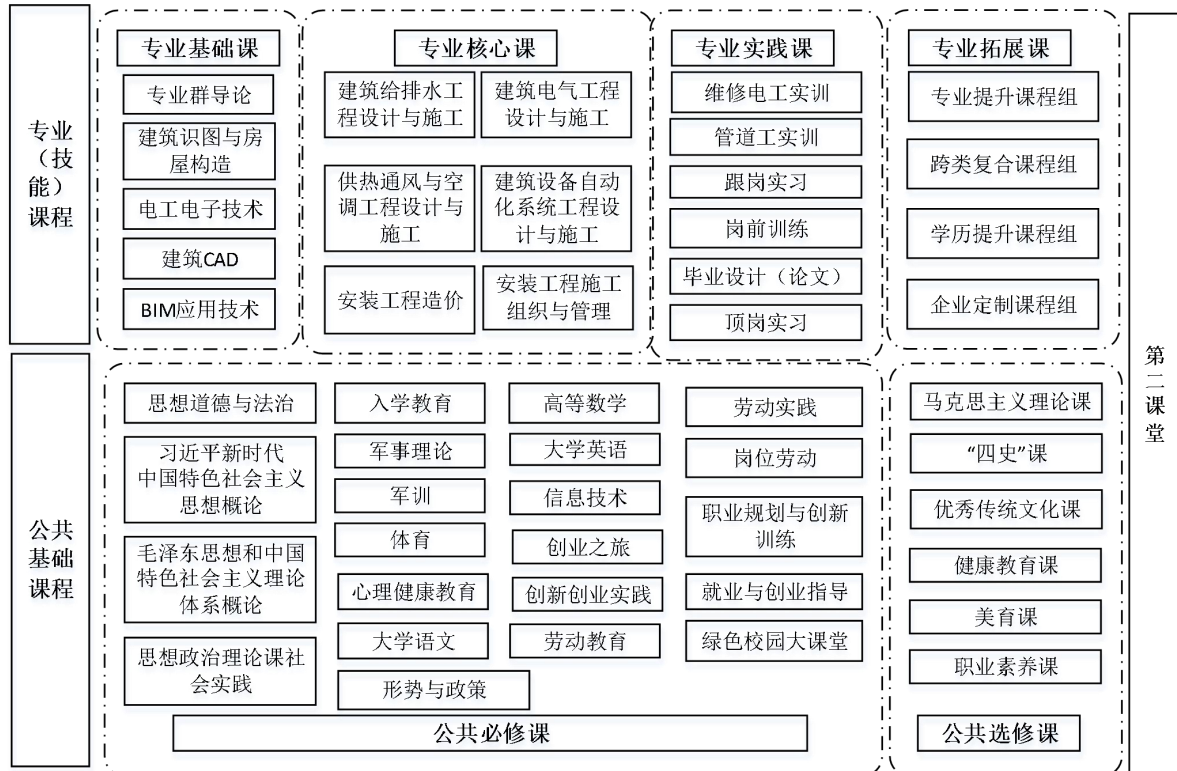 专业
（技
能）
课程
专业基础课
专业群导论
建筑识图与房
屋构造
电工电子技术
建筑CAD
BIM应用技术
专业核心课
建筑给排水工
程设计与施工
建筑电气工程
设计与施工
供热通风与空
调工程设计与
施工
建筑设备自动
化系统工程设
计与施工
安装工程造价
安装工程施工
组织与管理
专业实践课
维修电工实训
管道工实训
跟岗实习
岗前训练
毕业设计（论文）
顶岗实习
专业拓展课
专业提升课程组
跨类复合课程组
学历提升课程组
企业定制课程组
公共
基础
课程
思想道德与法治
习近平新时代
中国特色社会主义
思想概论
毛泽东思想和中国
特色社会主义理论
体系概论
思想政治理论课社
会实践
入学教育
军事理论
军训
体育
心理健康教育
大学语文
形势与政策
高等数学
大学英语
信息技术
创业之旅
创新创业实践
劳动教育
劳动实践
岗位劳动
职业规划与创新
训练
就业与创业指导
绿色校园大课堂
公共必修课
马克思主义理论课
“四史”课
优秀传统文化课
健康教育课
美育课
职业素养课
公共选修课
第
二
课
堂